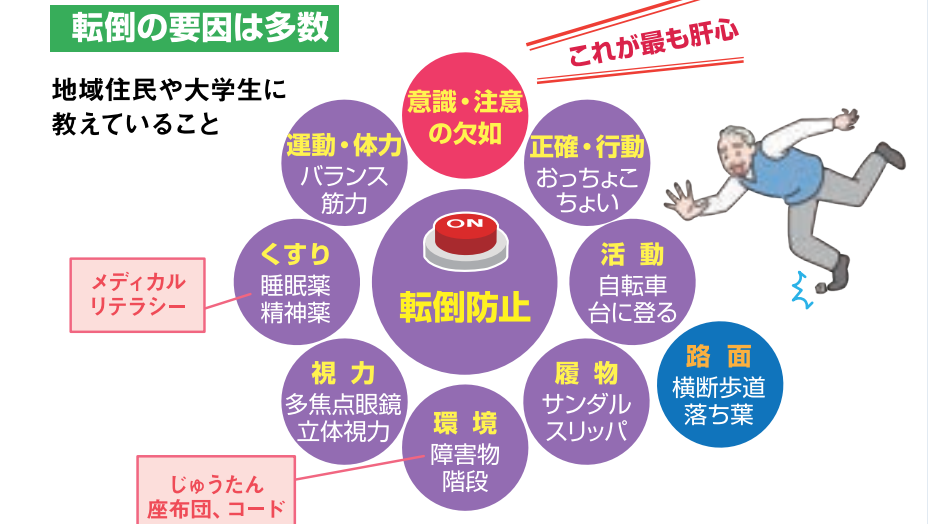 転倒の要因は多数
これが最も肝心
地域住民や大学生に
教えていること
意識・注意
の欠如
運動・体力
バランス
筋力
正確・行動
おっちょこ
ちょい
ON
転倒防止
くすり
睡眠薬
精神薬
メディカル
リテラシー
活動
自転車
台に登る
路面
横断歩道
落ち葉
視力
多焦点眼鏡
立体視力
履物
サンダル
スリッパ
環境
障害物
階段
じゅうたん
座布団、コード